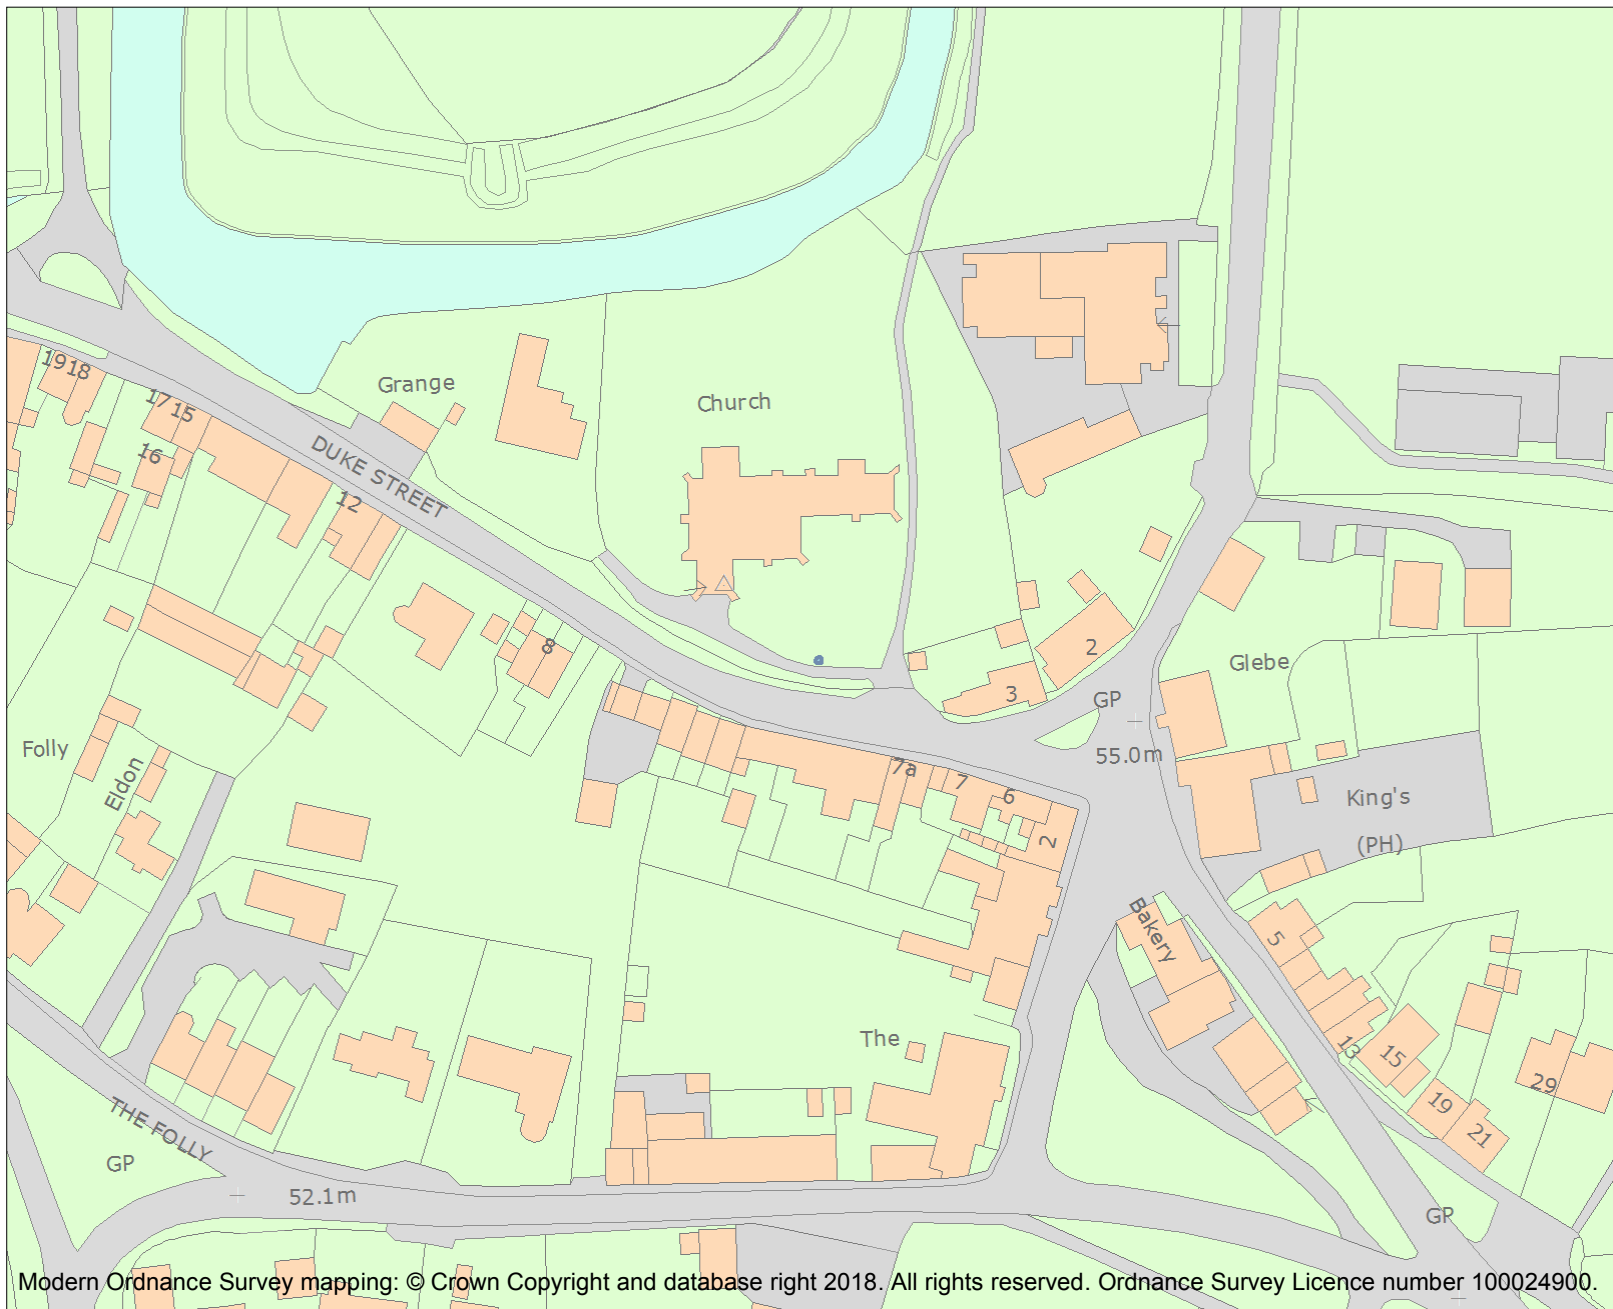 1918
1715
Grange
Church
16
DUKE STREET
12
8
2
Glebe
3
GP
Folly
Eldon
55.0m
7a
7
6
King's
2
(PH)
Bakery
5
The
13
15
29
19
21
THE FOLLY
GP
52.1m
GP
Modern Ordnance Survey mapping: © Crown Copyright and database right 2018. All rights reserved. Ordnance Survey Licence number 100024900.